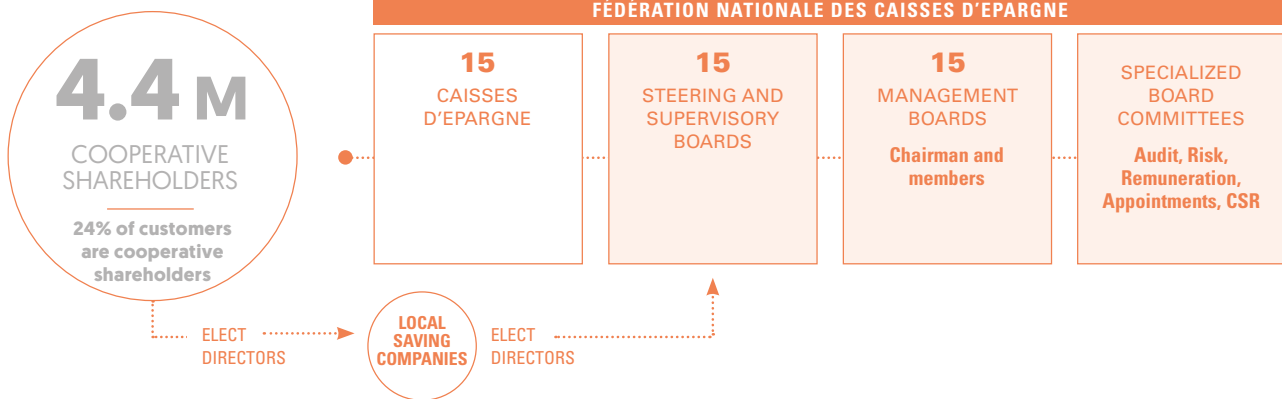 FÉDÉRATION NATIONALE DES CAISSES D'EPARGNE
4.4 M
COOPERATIVE
SHAREHOLDERS
24% of customers
are cooperative
shareholders
15
CAISSES
D'EPARGNE
15
STEERING AND
SUPERVISORY
BOARDS
15
MANAGEMENT
BOARDS
Chairman and
members
SPECIALIZED
BOARD
COMMITTEES
Audit, Risk,
Remuneration,
Appointments, CSR
ELECT
DIRECTORS
LOCAL
SAVING
COMPANIES
ELECT
DIRECTORS